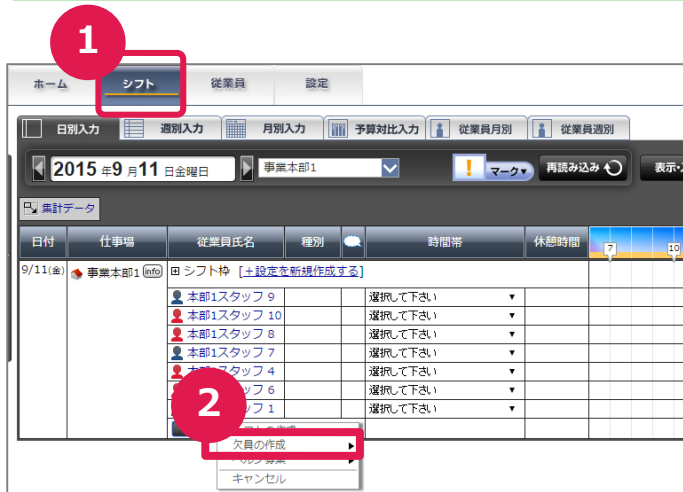 1
ホーム シフト 従業員 設定
日別入力 週別入力 月別入力 予算対比入力 従業員月別 従業員週別
2015 年9 月11 日金曜日 事業本部1 ! マーク▼ 再読み込み 表示・
集計データ
日付 仕事場 従業員氏名 種別 時間帯 休憩時間 7 10
9/11(金) 事業本部1 info シフト枠 [+設定を新規作成する]
本部1スタッフ 9 選択して下さい ▼
本部1スタッフ 10 選択して下さい ▼
本部1スタッフ 8 選択して下さい ▼
本部1スタッフ 7 選択して下さい ▼
スタッフ 4 選択して下さい ▼
フ 6 選択して下さい ▼
2
フ 1 選択して下さい ▼
欠員の作成
キャンセル